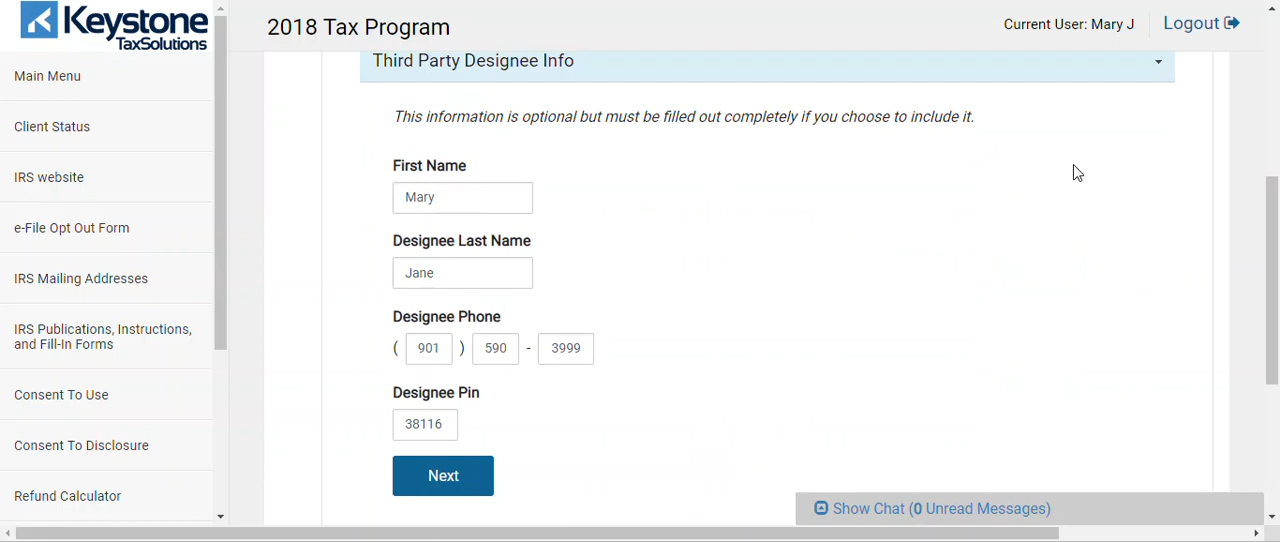 Keystone
TaxSolutions
2018 Tax Program
Current User: Mary J
Logout
Main Menu
Client Status
IRS website
e-File Opt Out Form
IRS Mailing Addresses
IRS Publications, Instructions,
and Fill-In Forms
Consent To Use
Consent To Disclosure
Refund Calculator
Third Party Designee Info
This information is optional but must be filled out completely if you choose to include it.
First Name
Mary
Designee Last Name
Jane
Designee Phone
( 901 ) 590 - 3999
Designee Pin
38116
Next
Show Chat (0 Unread Messages)